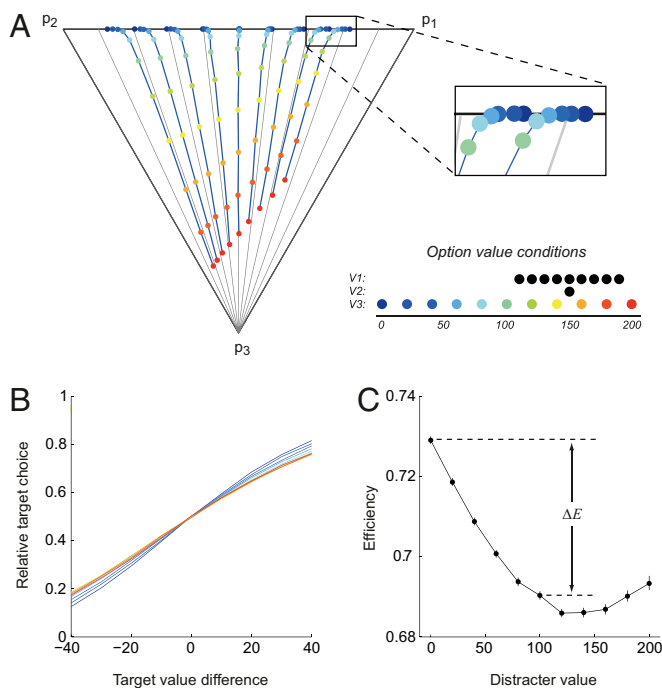 A
p2
p1
p3
Option value conditions
V1:
V2:
V3:
0 50 100 150 200
B
Relative target choice
1
0.8
0.6
0.4
0.2
0
−40 −20 0 20 40
Target value difference
C
Efficiency
0.74
0.72
0.7
0.68
ΔE
0 50 100 150 200
Distracter value